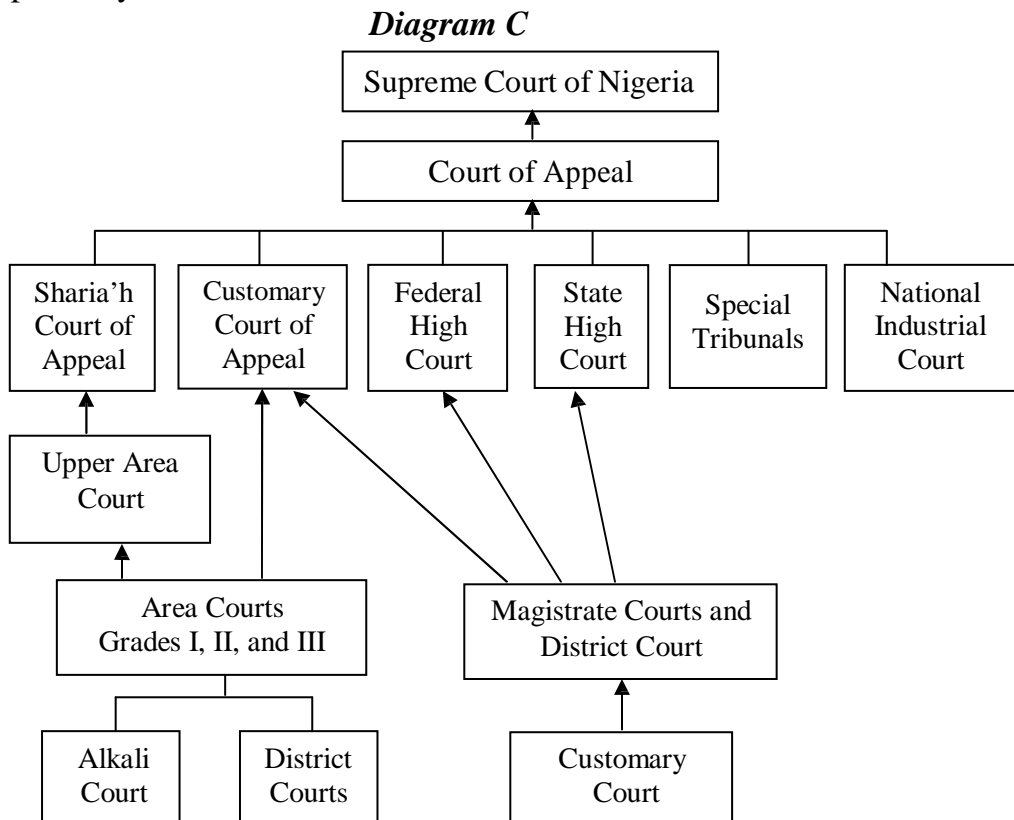 Diagram C
Supreme Court of Nigeria
Court of Appeal
Sharia’h
Court of
Appeal
Customary
Court of
Appeal
Federal
High
Court
State
High
Court
Special
Tribunals
National
Industrial
Court
Upper Area
Court
Area Courts
Grades I, II, and III
Magistrate Courts and
District Court
Alkali
Court
District
Courts
Customary
Court